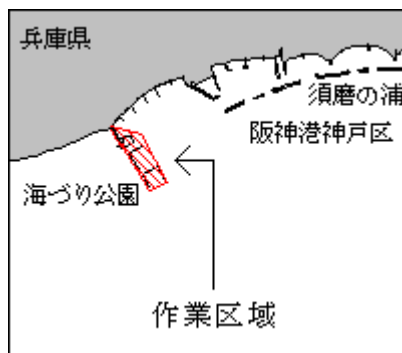 兵庫県
須磨の浦
阪神港神戸区
海づり公園
作業区域